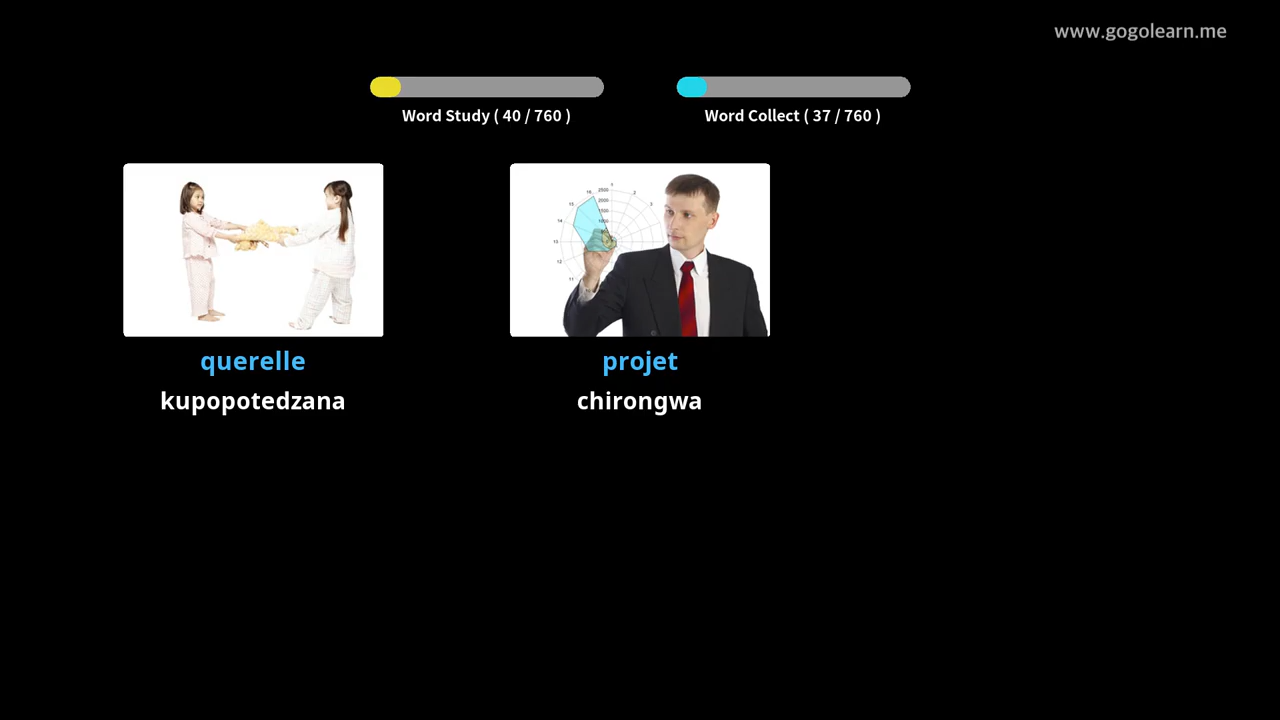 www.gogolearn.me
Word Study ( 40 / 760 )
Word Collect ( 37 / 760 )
querelle
projet
kupopotedzana
chirongwa